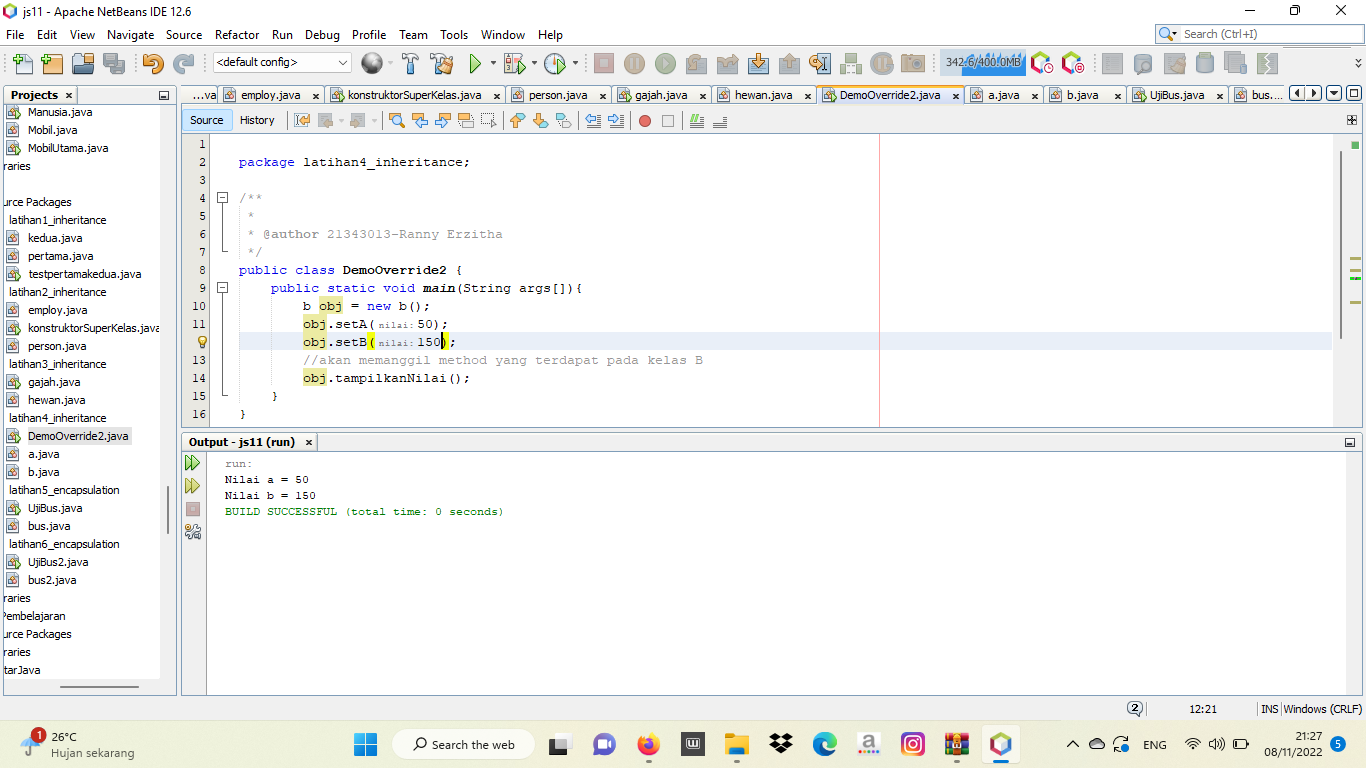 js11 - Apache NetBeans IDE 12.6
File Edit View Navigate Source Refactor Run Debug Profile Team Tools Window Help
Search (Ctrl+I)
<default config>
342.6/400.0MB
Projects
...va employ.java konstruktorSuperKelas.java person.java gajah.java hewan.java DemoOverride2.java a.java b.java UjiBus.java bus....
Manusia.java
Mobil.java
MobilUtama.java
raries
urce Packages
latihan1_inheritance
kedua.java
pertama.java
testpertamakedua.java
latihan2_inheritance
employ.java
konstruktorSuperKelas.java
person.java
latihan3_inheritance
gajah.java
hewan.java
latihan4_inheritance
DemoOverride2.java
a.java
b.java
latihan5_encapsulation
UjiBus.java
bus.java
latihan6_encapsulation
UjiBus2.java
bus2.java
raries
Pembelajaran
urce Packages
raries
tarJava
Source History
1
2 package latihan4_inheritance;
3
4 /**
5 *
6 * @author 21343013-Ranny Erzitha
7 */
8 public class DemoOverride2 {
9 public static void main(String args[]){
10 b obj = new b();
11 obj.setA(nilai: 50);
obj.setB(nilai: 150);
13 //akan memanggil method yang terdapat pada kelas B
14 obj.tampilkanNilai();
15 }
16 }
Output - js11 (run)
run:
Nilai a = 50
Nilai b = 150
BUILD SUCCESSFUL (total time: 0 seconds)
2 12:21 INS Windows (CRLF)
1 26°C
Hujan sekarang
Search the web
ENG
21:27
08/11/2022
5